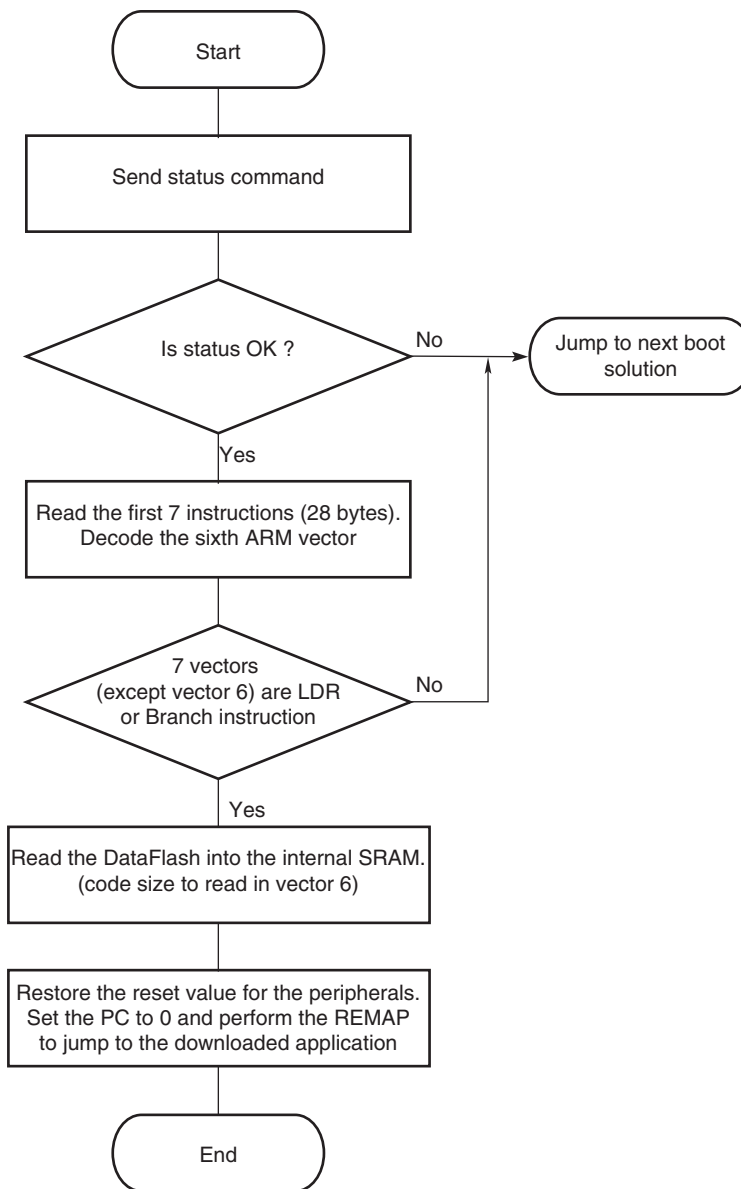 Start
Send status command
Is status OK ?
No
Jump to next boot
solution
Yes
Read the first 7 instructions (28 bytes).
Decode the sixth ARM vector
7 vectors
(except vector 6) are LDR
or Branch instruction
No
Yes
Read the DataFlash into the internal SRAM.
(code size to read in vector 6)
Restore the reset value for the peripherals.
Set the PC to 0 and perform the REMAP
to jump to the downloaded application
End